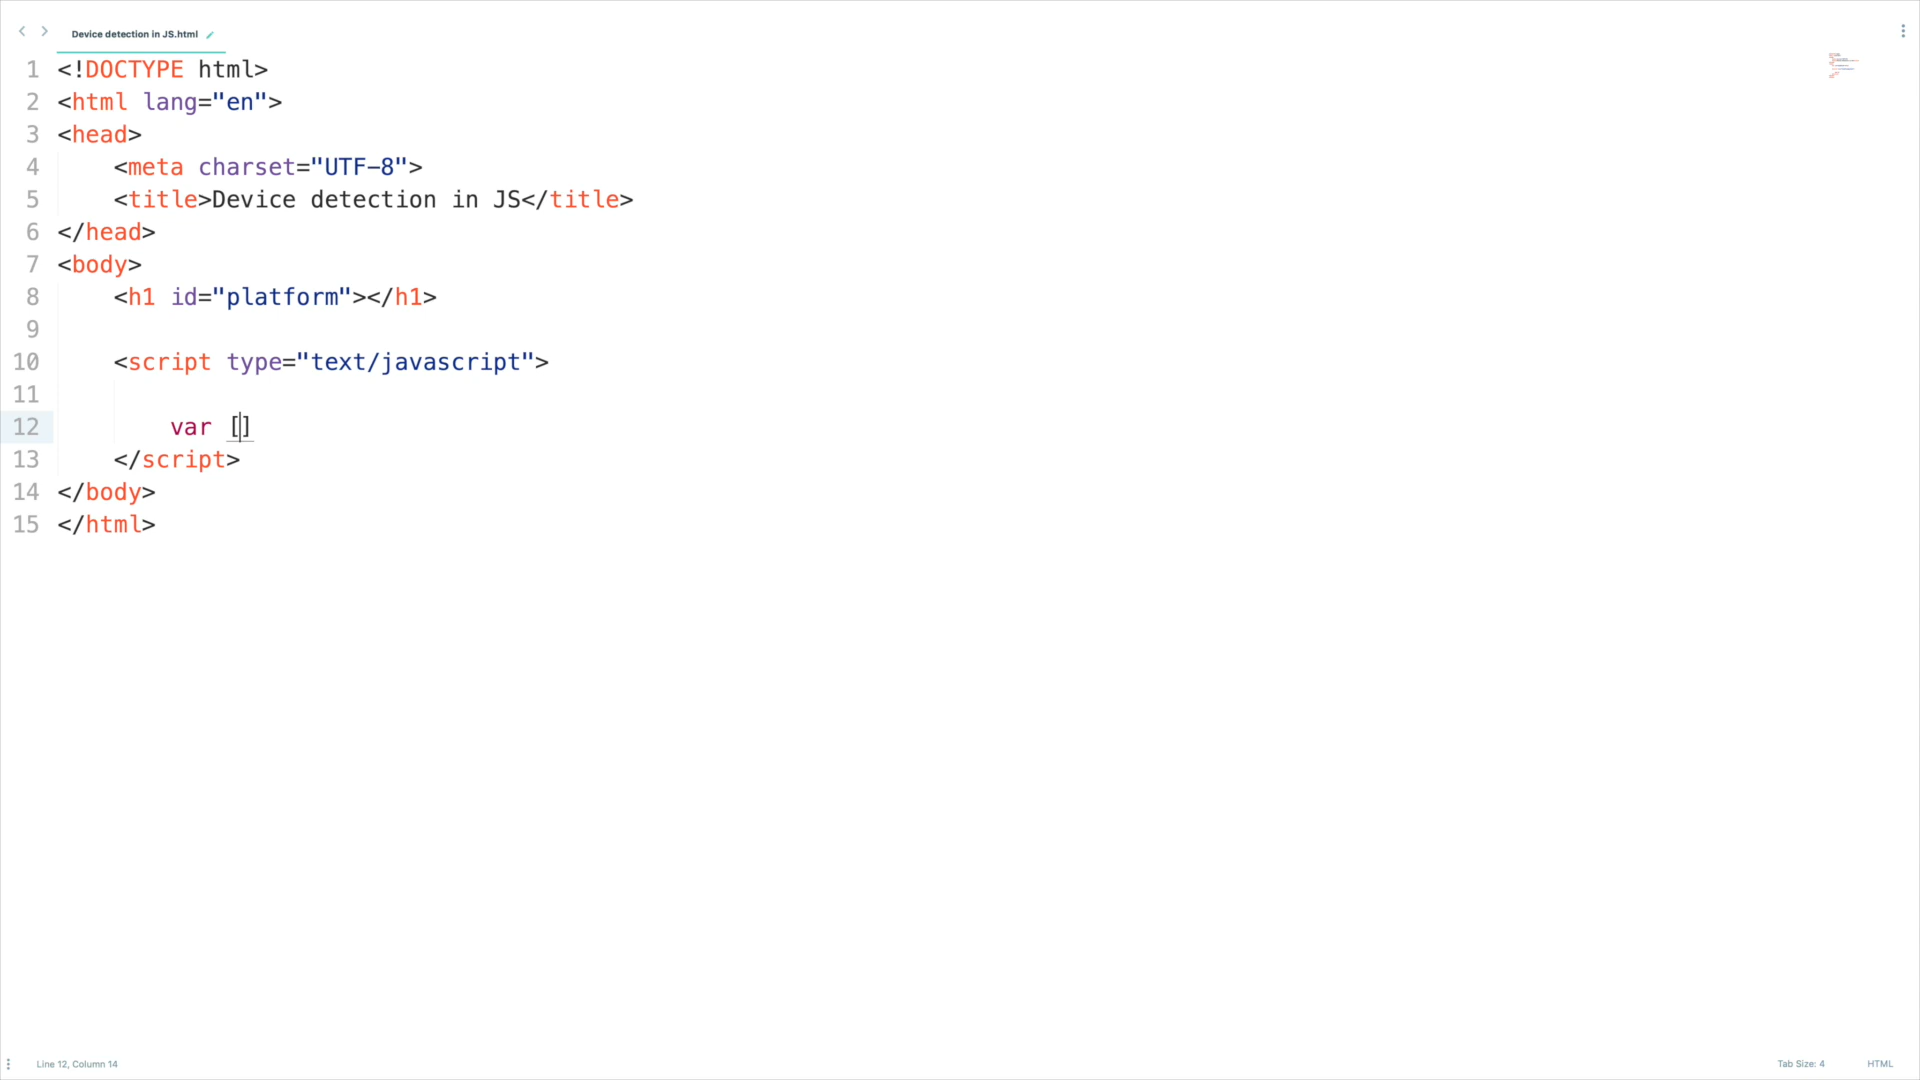 Device detection in JS.html
1 <!DOCTYPE html>
2 <html lang="en">
3 <head>
4     <meta charset="UTF-8">
5     <title>Device detection in JS</title>
6 </head>
7 <body>
8     <h1 id="platform"></h1>
9
10     <script type="text/javascript">
11
12         var []
13     </script>
14 </body>
15 </html>
Line 12, Column 14
Tab Size: 4
HTML